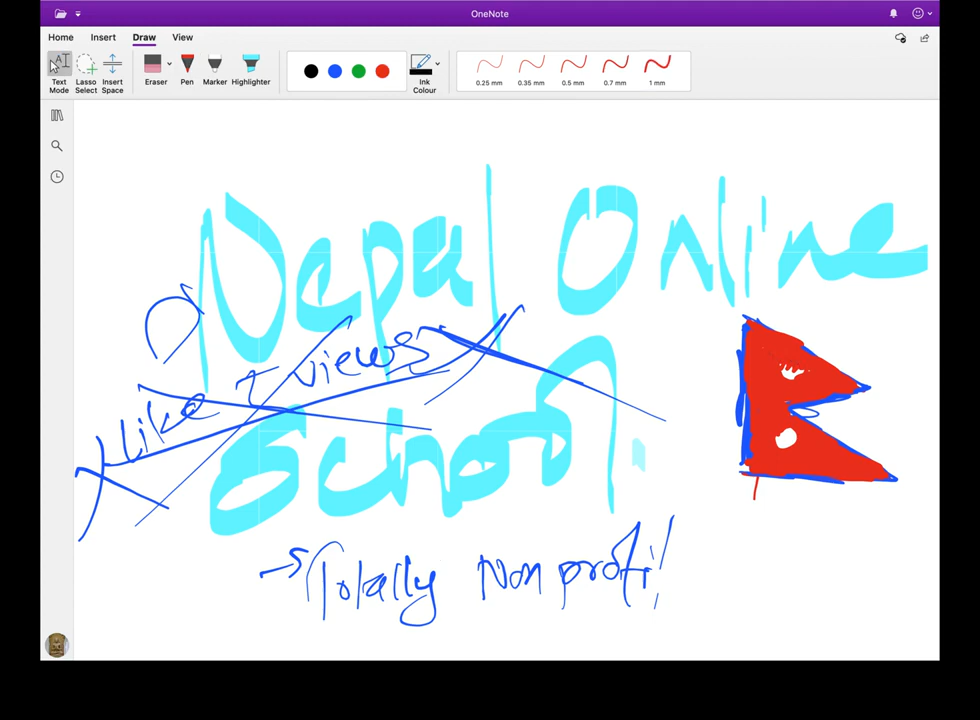 OneNote
Home Insert Draw View
Text Mode
Lasso Select
Insert Space
Eraser
Pen
Marker
Highlighter
Ink Colour
0.25 mm
0.35 mm
0.5 mm
0.7 mm
1 mm
Nepal Online
School
Like + views
→ Totally Non profit